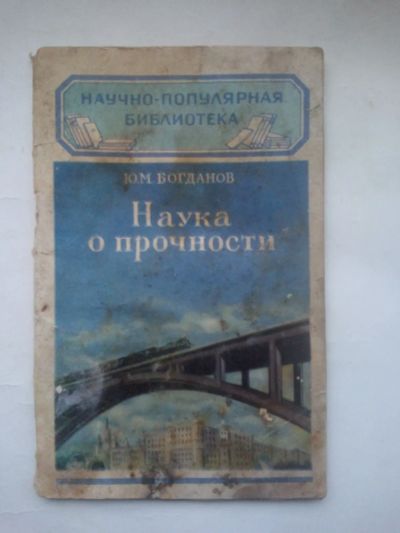 НАУЧНО-ПОПУЛЯРНАЯ
БИБЛИОТЕКА
Ю.М. БОГДАНОВ
НАУКА
О ПРОЧНОСТИ